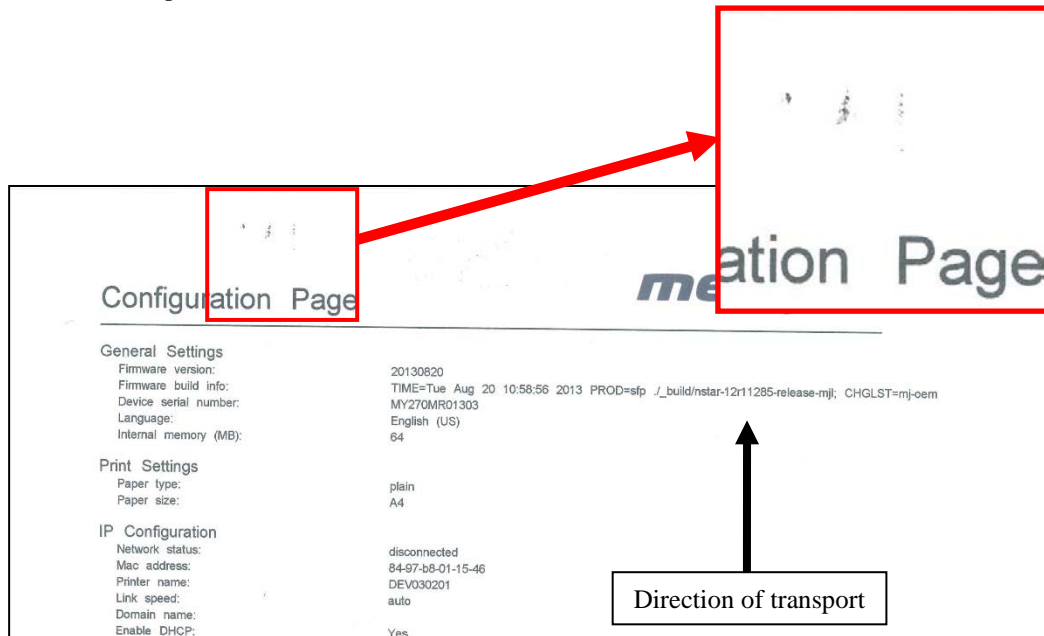 ation Page
Configuration Page
me
General Settings
Firmware version: 20130820
Firmware build info: TIME=Tue Aug 20 10:58:56 2013 PROD=sfp ./_build/nstar-12r11285-release-mjl; CHGLST=mj-oem
Device serial number: MY270MR01303
Language: English (US)
Internal memory (MB): 64
Print Settings
Paper type: plain
Paper size: A4
IP Configuration
Network status: disconnected
Mac address: 84-97-b8-01-15-46
Printer name: DEV030201
Link speed: auto
Domain name:
Enable DHCP: Yes
Direction of transport